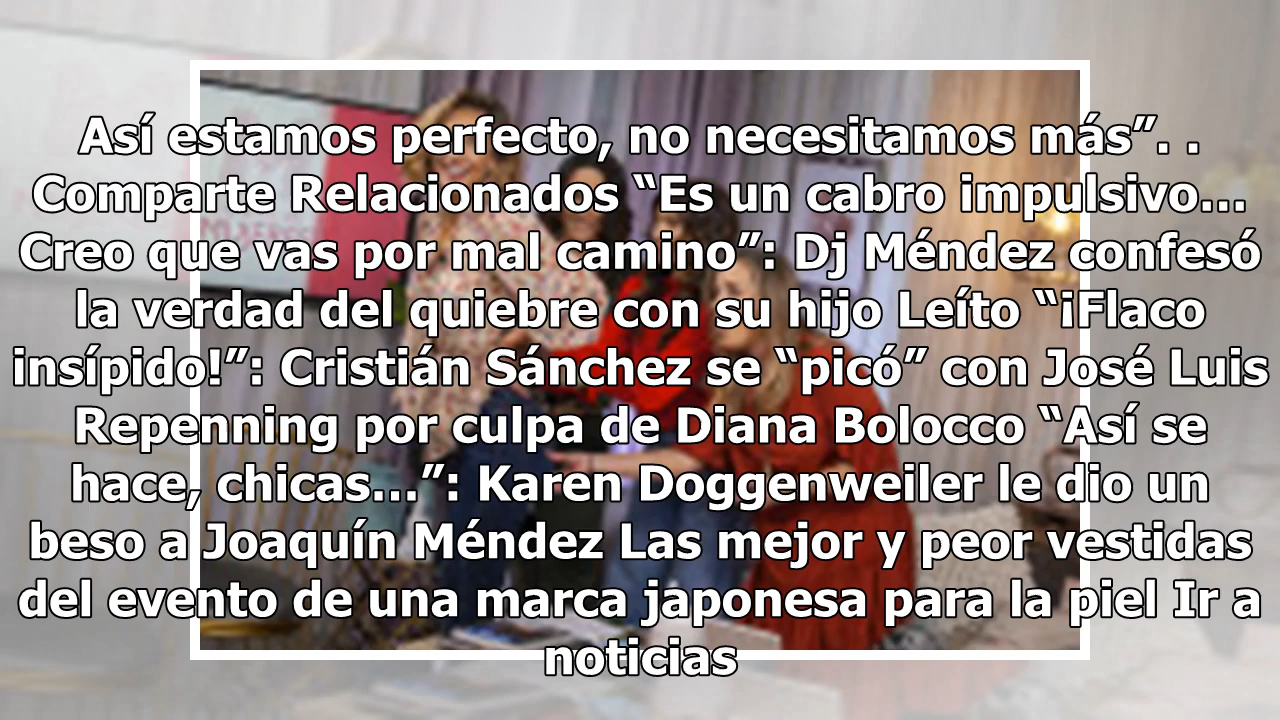 Así estamos perfecto, no necesitamos más”. .
Comparte Relacionados “Es un cabro impulsivo...
Creo que vas por mal camino”: Dj Méndez confesó
la verdad del quiebre con su hijo Leíto “¡Flaco
insípido!”: Cristián Sánchez se “picó” con José Luis
Repenning por culpa de Diana Bolocco “Así se
hace, chicas...”: Karen Doggenweiler le dio un
beso a Joaquín Méndez Las mejor y peor vestidas
del evento de una marca japonesa para la piel Ir a
noticias